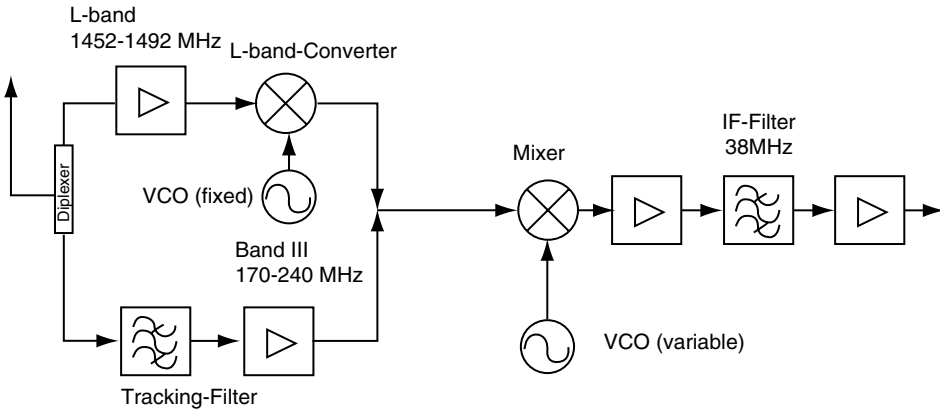 L-band
1452-1492 MHz
L-band-Converter
Diplexer
VCO (fixed)
Band III
170-240 MHz
Tracking-Filter
Mixer
VCO (variable)
IF-Filter
38MHz